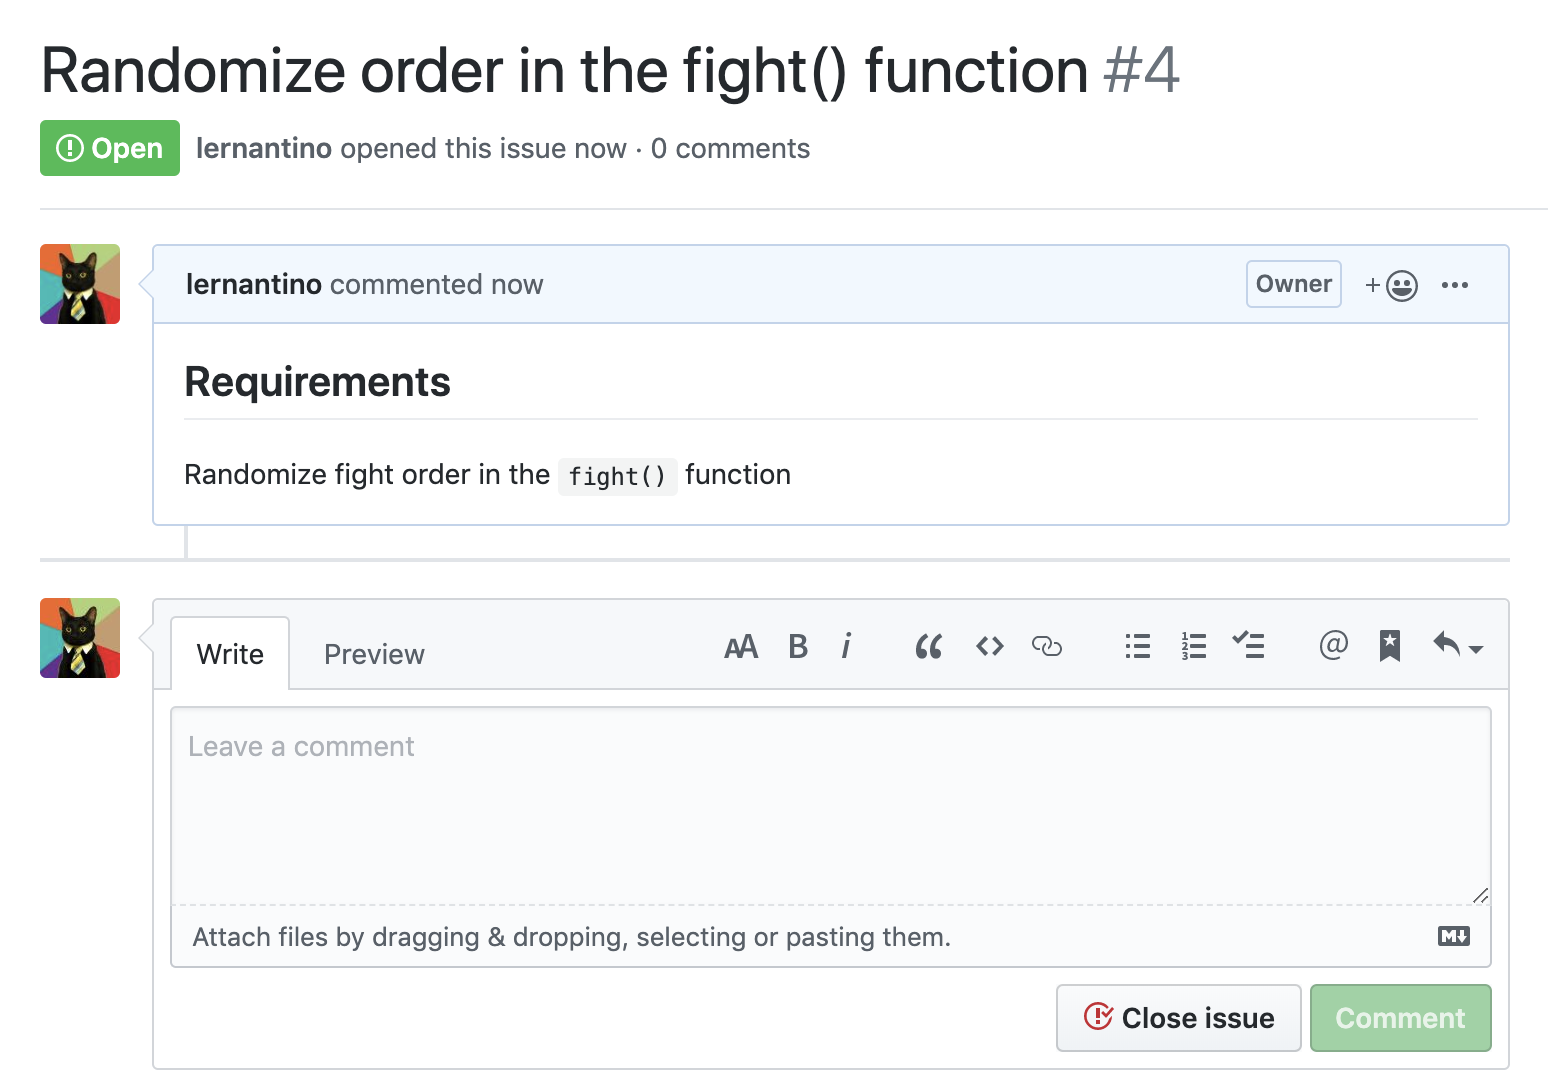 Randomize order in the fight() function #4
Open lernantino opened this issue now · 0 comments
lernantino commented now Owner
Requirements
Randomize fight order in the fight() function
Write Preview
Leave a comment
Attach files by dragging & dropping, selecting or pasting them.
Close issue Comment